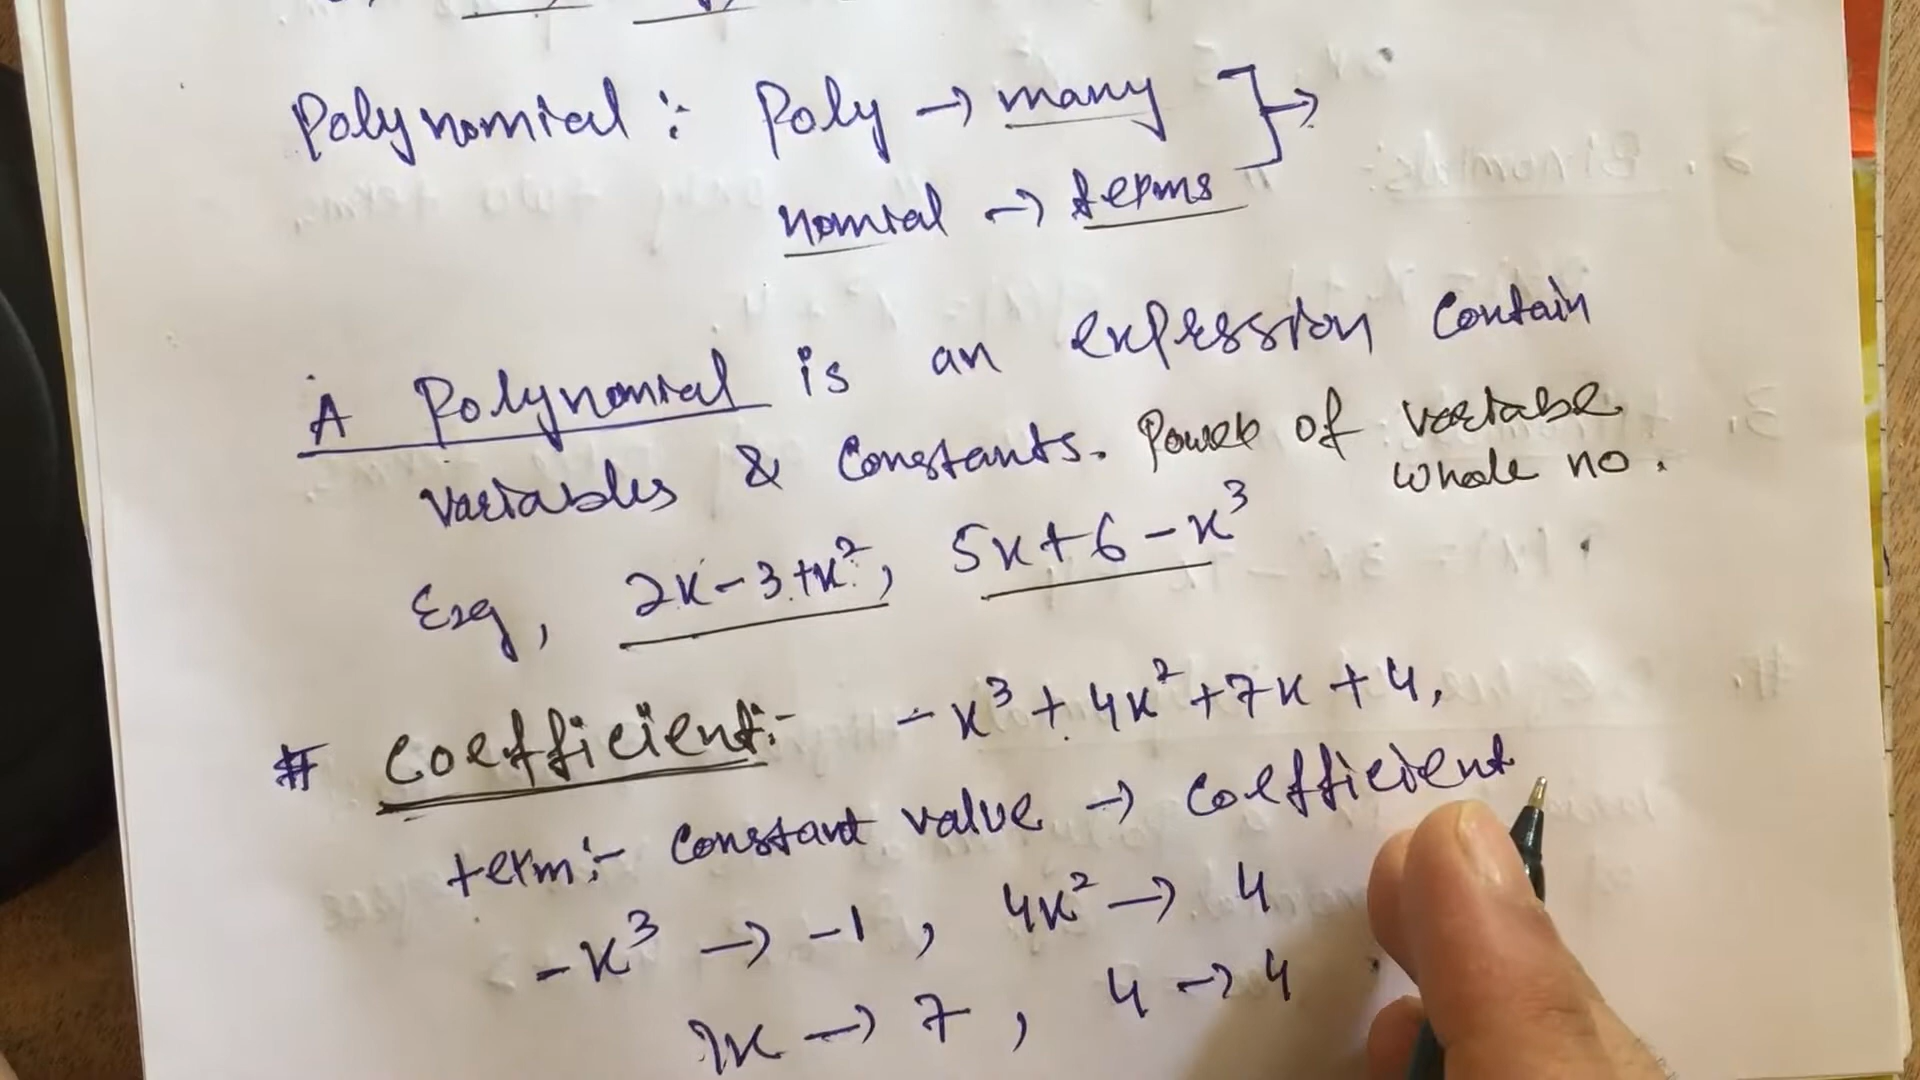 Polynomial :- Poly → many
nomial → terms
A Polynomial is an expression contain
variables & constants. Power of variable
whole no.
Eg, 2x-3+x², 5x+6-x³
# coefficient:- -x³+4x²+7x+4,
term:- constant value → coefficient
-x³ → -1, 4x² → 4
7x → 7, 4 → 4